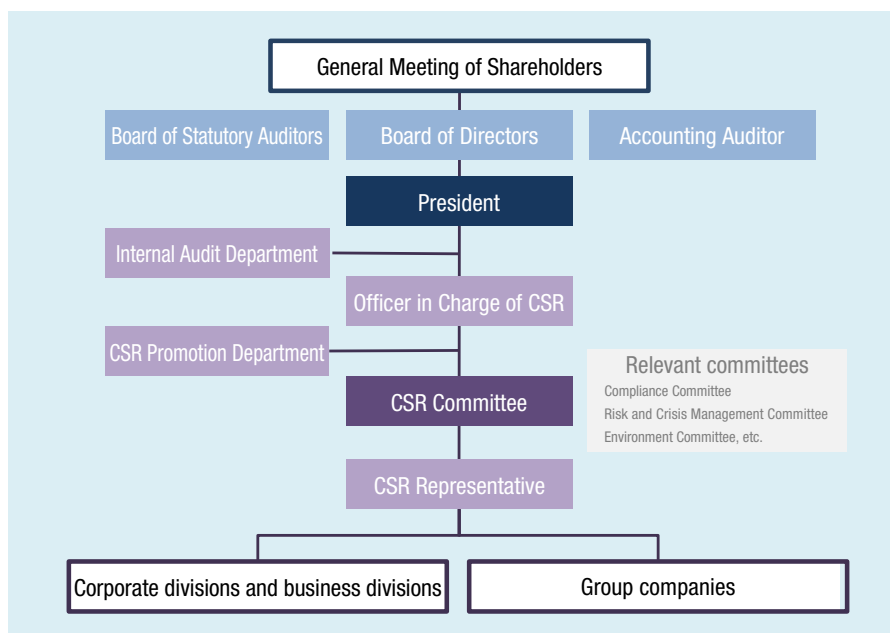 General Meeting of Shareholders
Board of Statutory Auditors
Board of Directors
Accounting Auditor
President
Internal Audit Department
Officer in Charge of CSR
CSR Promotion Department
CSR Committee
Relevant committees
Compliance Committee
Risk and Crisis Management Committee
Environment Committee, etc.
CSR Representative
Corporate divisions and business divisions
Group companies